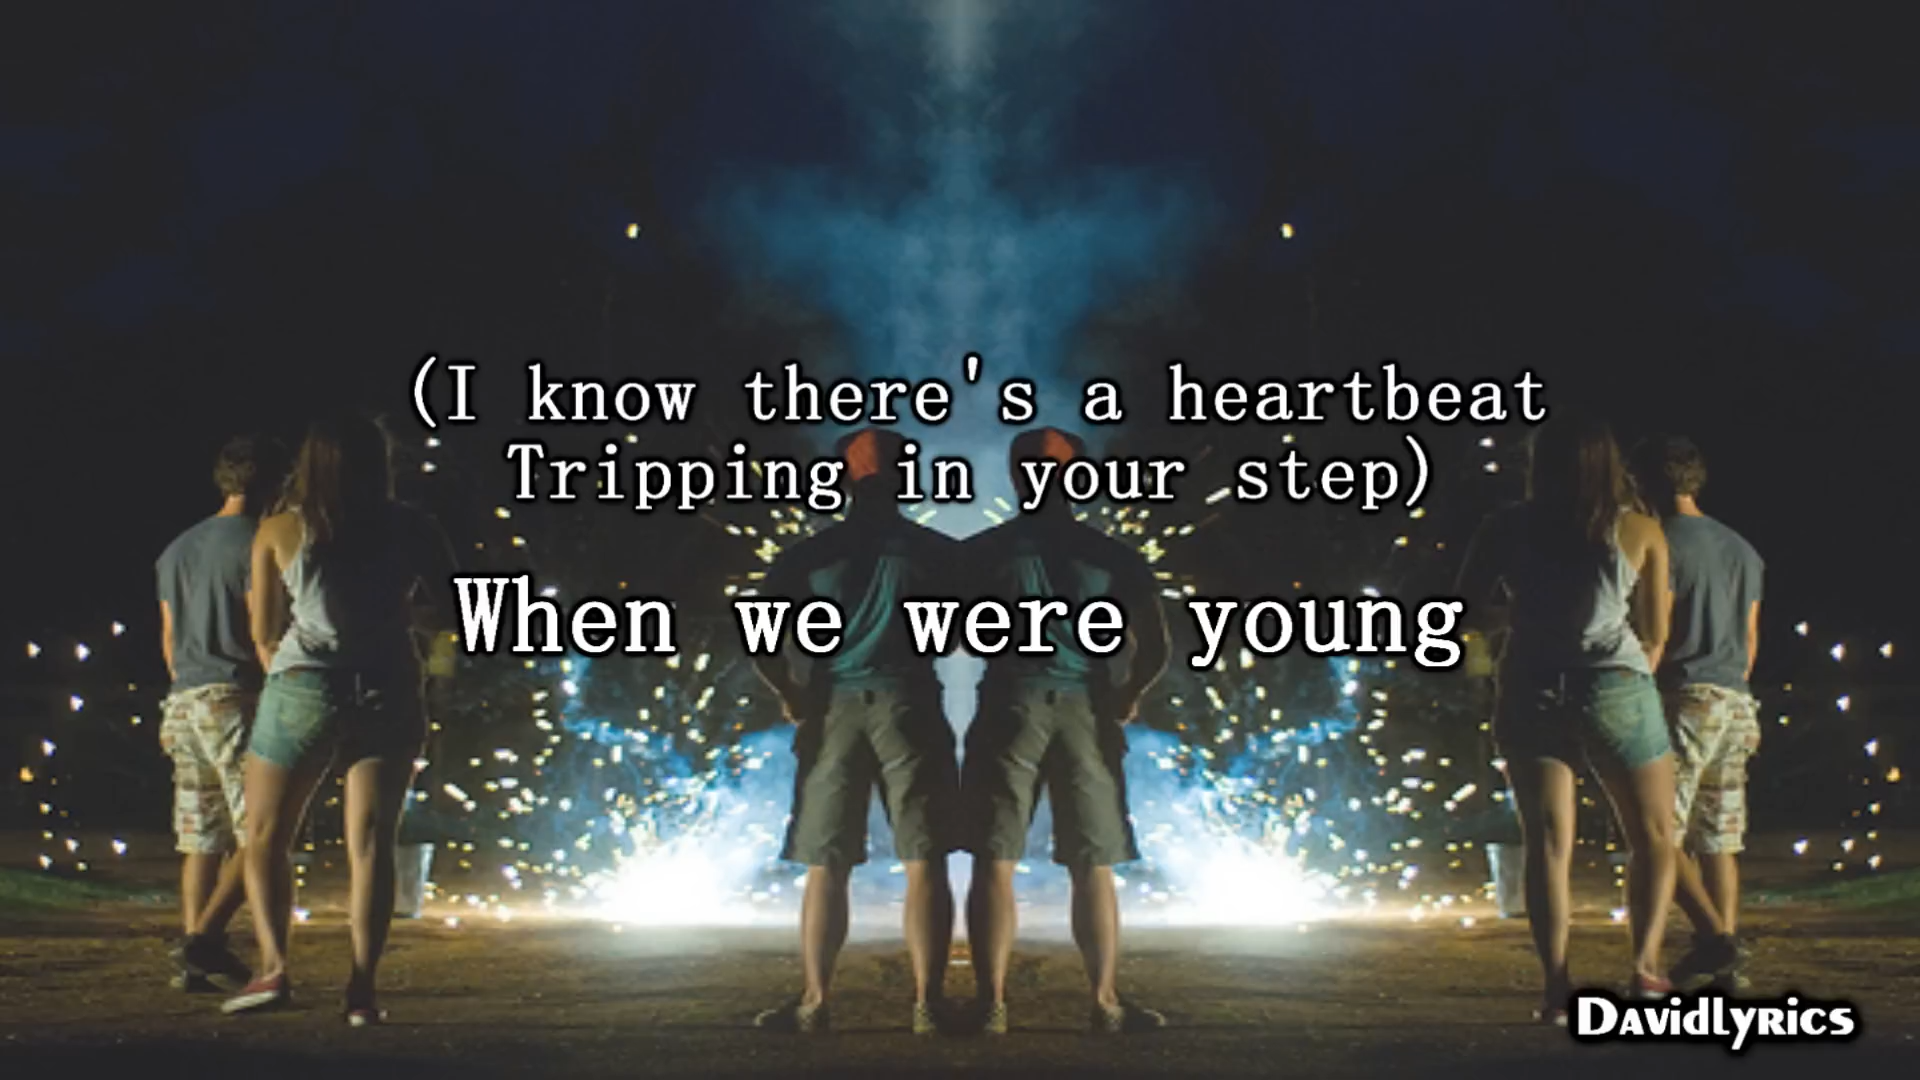 (I know there's a heartbeat
Tripping in your step)
When we were young
Davidlyrics